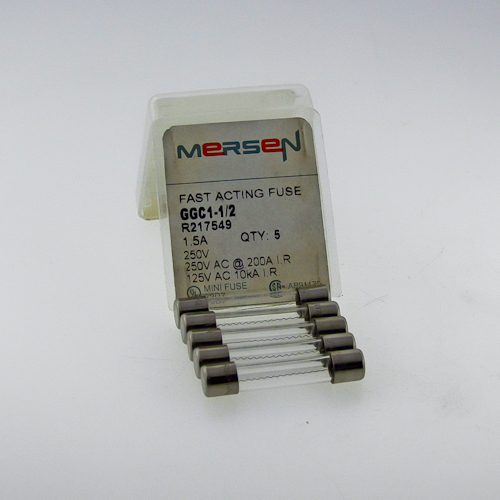 MERSEN
FAST ACTING FUSE
GGC1-1/2
R217549
1.5A QTY: 5
250V
250V AC @ 200A I.R
125V AC 10kA I.R.
MINI FUSE